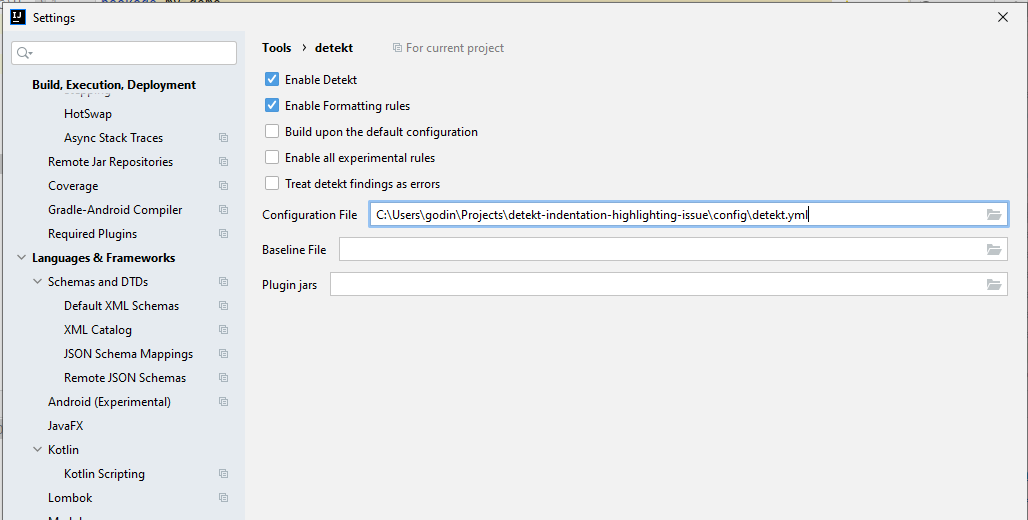 Settings
Tools › detekt For current project
Build, Execution, Deployment
HotSwap
Async Stack Traces
Remote Jar Repositories
Coverage
Gradle-Android Compiler
Required Plugins
Languages & Frameworks
Schemas and DTDs
Default XML Schemas
XML Catalog
JSON Schema Mappings
Remote JSON Schemas
Android (Experimental)
JavaFX
Kotlin
Kotlin Scripting
Lombok
Enable Detekt
Enable Formatting rules
Build upon the default configuration
Enable all experimental rules
Treat detekt findings as errors
Configuration File C:\Users\godin\Projects\detekt-indentation-highlighting-issue\config\detekt.yml
Baseline File
Plugin jars